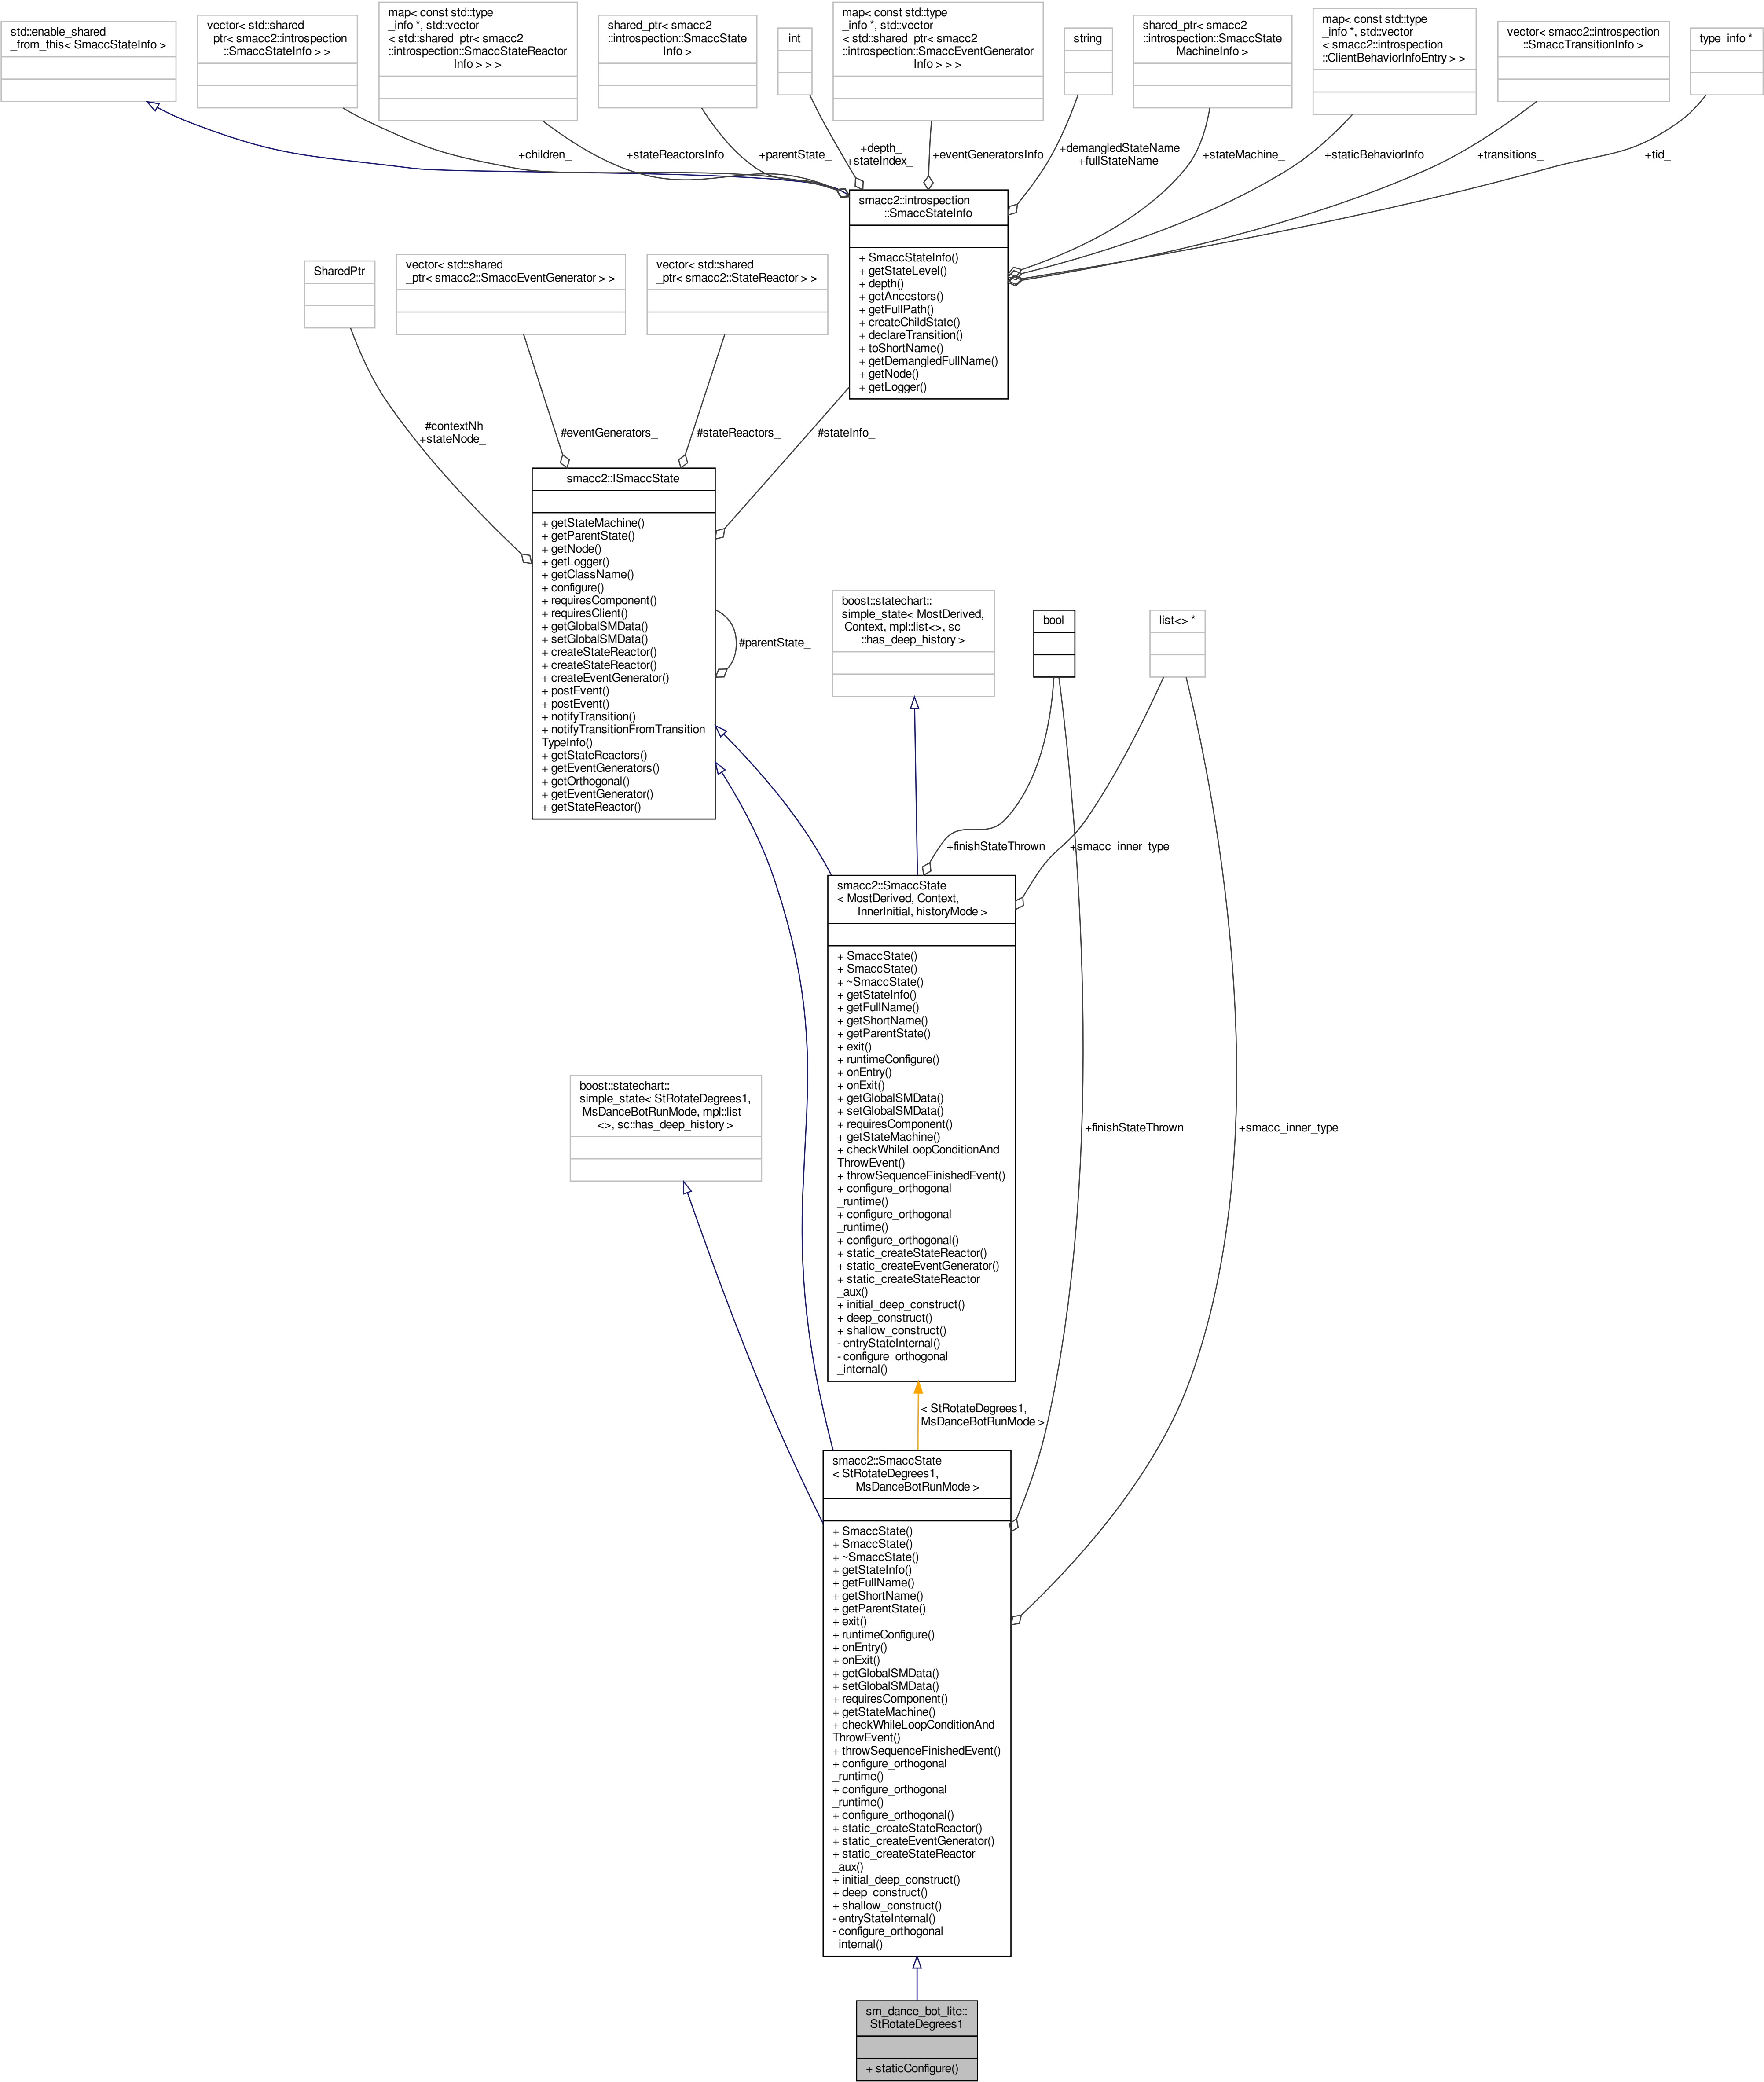 std::enable_shared
_from_this< SmaccStateInfo >
vector< std::shared
_ptr< smacc2::introspection
::SmaccStateInfo > >
map< const std::type
_info *, std::vector
< std::shared_ptr< smacc2
::introspection::SmaccStateReactor
Info > > >
shared_ptr< smacc2
::introspection::SmaccState
Info >
int
map< const std::type
_info *, std::vector
< std::shared_ptr< smacc2
::introspection::SmaccEventGenerator
Info > > >
string
shared_ptr< smacc2
::introspection::SmaccState
MachineInfo >
map< const std::type
_info *, std::vector
< smacc2::introspection
::ClientBehaviorInfoEntry > >
vector< smacc2::introspection
::SmaccTransitionInfo >
type_info *
+children_
+stateReactorsInfo
+parentState_
+depth_
+stateIndex_
+eventGeneratorsInfo
+demangledStateName
+fullStateName
+stateMachine_
+staticBehaviorInfo
+transitions_
+tid_
smacc2::introspection
::SmaccStateInfo
+ SmaccStateInfo()
+ getStateLevel()
+ depth()
+ getAncestors()
+ getFullPath()
+ createChildState()
+ declareTransition()
+ toShortName()
+ getDemangledFullName()
+ getNode()
+ getLogger()
SharedPtr
vector< std::shared
_ptr< smacc2::SmaccEventGenerator > >
vector< std::shared
_ptr< smacc2::StateReactor > >
#contextNh
+stateNode_
#eventGenerators_
#stateReactors_
#stateInfo_
smacc2::ISmaccState
+ getStateMachine()
+ getParentState()
+ getNode()
+ getLogger()
+ getClassName()
+ configure()
+ requiresComponent()
+ requiresClient()
+ getGlobalSMData()
+ setGlobalSMData()
+ createStateReactor()
+ createStateReactor()
+ createEventGenerator()
+ postEvent()
+ postEvent()
+ notifyTransition()
+ notifyTransitionFromTransition
TypeInfo()
+ getStateReactors()
+ getEventGenerators()
+ getOrthogonal()
+ getEventGenerator()
+ getStateReactor()
#parentState_
boost::statechart::
simple_state< MostDerived,
Context, mpl::list<>, sc
::has_deep_history >
bool
list<> *
+finishStateThrown
+smacc_inner_type
smacc2::SmaccState
< MostDerived, Context,
InnerInitial, historyMode >
+ SmaccState()
+ SmaccState()
+ ~SmaccState()
+ getStateInfo()
+ getFullName()
+ getShortName()
+ getParentState()
+ exit()
+ runtimeConfigure()
+ onEntry()
+ onExit()
+ getGlobalSMData()
+ setGlobalSMData()
+ requiresComponent()
+ getStateMachine()
+ checkWhileLoopConditionAnd
ThrowEvent()
+ throwSequenceFinishedEvent()
+ configure_orthogonal
_runtime()
+ configure_orthogonal
_runtime()
+ configure_orthogonal()
+ static_createStateReactor()
+ static_createEventGenerator()
+ static_createStateReactor
_aux()
+ initial_deep_construct()
+ deep_construct()
+ shallow_construct()
- entryStateInternal()
- configure_orthogonal
_internal()
boost::statechart::
simple_state< StRotateDegrees1,
MsDanceBotRunMode, mpl::list
<>, sc::has_deep_history >
+finishStateThrown
+smacc_inner_type
< StRotateDegrees1,
MsDanceBotRunMode >
smacc2::SmaccState
< StRotateDegrees1,
MsDanceBotRunMode >
+ SmaccState()
+ SmaccState()
+ ~SmaccState()
+ getStateInfo()
+ getFullName()
+ getShortName()
+ getParentState()
+ exit()
+ runtimeConfigure()
+ onEntry()
+ onExit()
+ getGlobalSMData()
+ setGlobalSMData()
+ requiresComponent()
+ getStateMachine()
+ checkWhileLoopConditionAnd
ThrowEvent()
+ throwSequenceFinishedEvent()
+ configure_orthogonal
_runtime()
+ configure_orthogonal
_runtime()
+ configure_orthogonal()
+ static_createStateReactor()
+ static_createEventGenerator()
+ static_createStateReactor
_aux()
+ initial_deep_construct()
+ deep_construct()
+ shallow_construct()
- entryStateInternal()
- configure_orthogonal
_internal()
sm_dance_bot_lite::
StRotateDegrees1
+ staticConfigure()